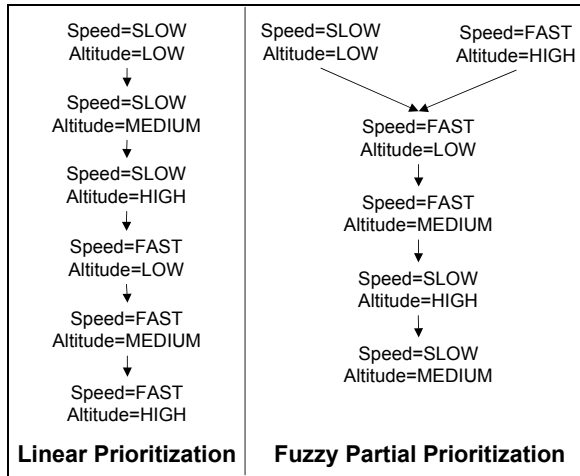 Speed=SLOW
Altitude=LOW
Speed=SLOW
Altitude=MEDIUM
Speed=SLOW
Altitude=HIGH
Speed=FAST
Altitude=LOW
Speed=FAST
Altitude=MEDIUM
Speed=FAST
Altitude=HIGH
Linear Prioritization
Speed=SLOW
Altitude=LOW
Speed=FAST
Altitude=HIGH
Speed=FAST
Altitude=LOW
Speed=FAST
Altitude=MEDIUM
Speed=SLOW
Altitude=HIGH
Speed=SLOW
Altitude=MEDIUM
Fuzzy Partial Prioritization